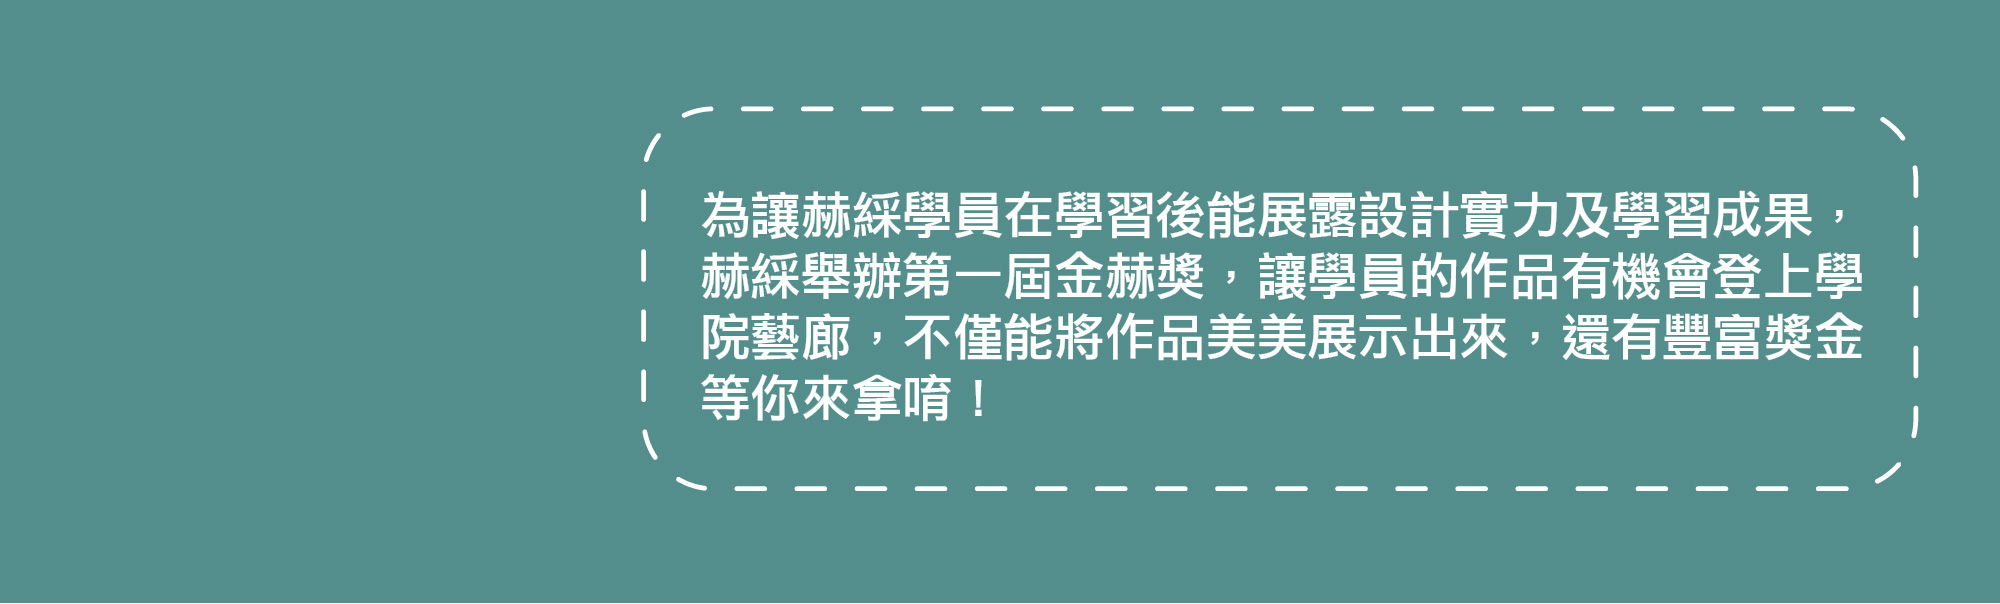 為讓赫綵學員在學習後能展露設計實力及學習成果，
赫綵舉辦第一屆金赫獎，讓學員的作品有機會登上學
院藝廊，不僅能將作品美美展示出來，還有豐富獎金
等你來拿唷！